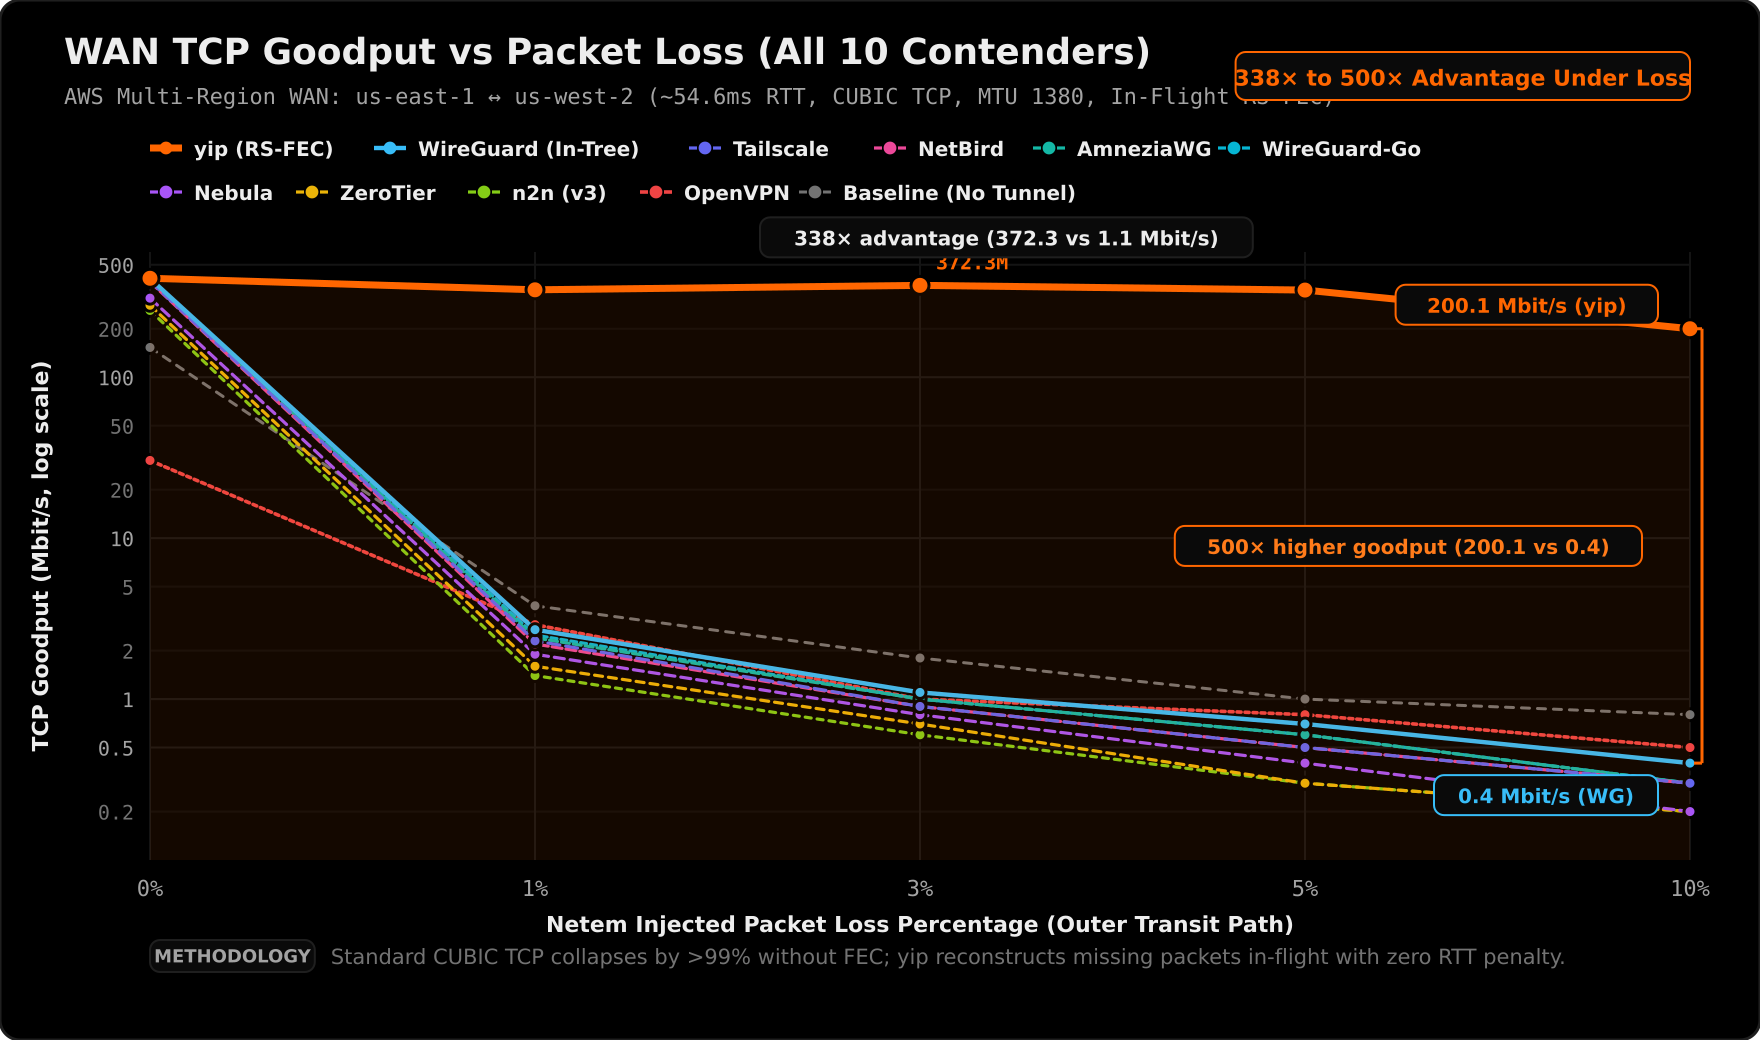 WAN TCP Goodput vs Packet Loss (All 10 Contenders)
338× to 500× Advantage Under Loss
AWS Multi-Region WAN: us-east-1 ↔ us-west-2 (~54.6ms RTT, CUBIC TCP, MTU 1380, In-Flight RS-FEC)
yip (RS-FEC) WireGuard (In-Tree) Tailscale NetBird AmneziaWG WireGuard-Go
Nebula ZeroTier n2n (v3) OpenVPN Baseline (No Tunnel)
338× advantage (372.3 vs 1.1 Mbit/s)
372.3M
500
200
100
50
20
10
5
2
1
0.5
0.2
TCP Goodput (Mbit/s, log scale)
200.1 Mbit/s (yip)
500× higher goodput (200.1 vs 0.4)
0.4 Mbit/s (WG)
0% 1% 3% 5% 10%
Netem Injected Packet Loss Percentage (Outer Transit Path)
METHODOLOGY Standard CUBIC TCP collapses by >99% without FEC; yip reconstructs missing packets in-flight with zero RTT penalty.